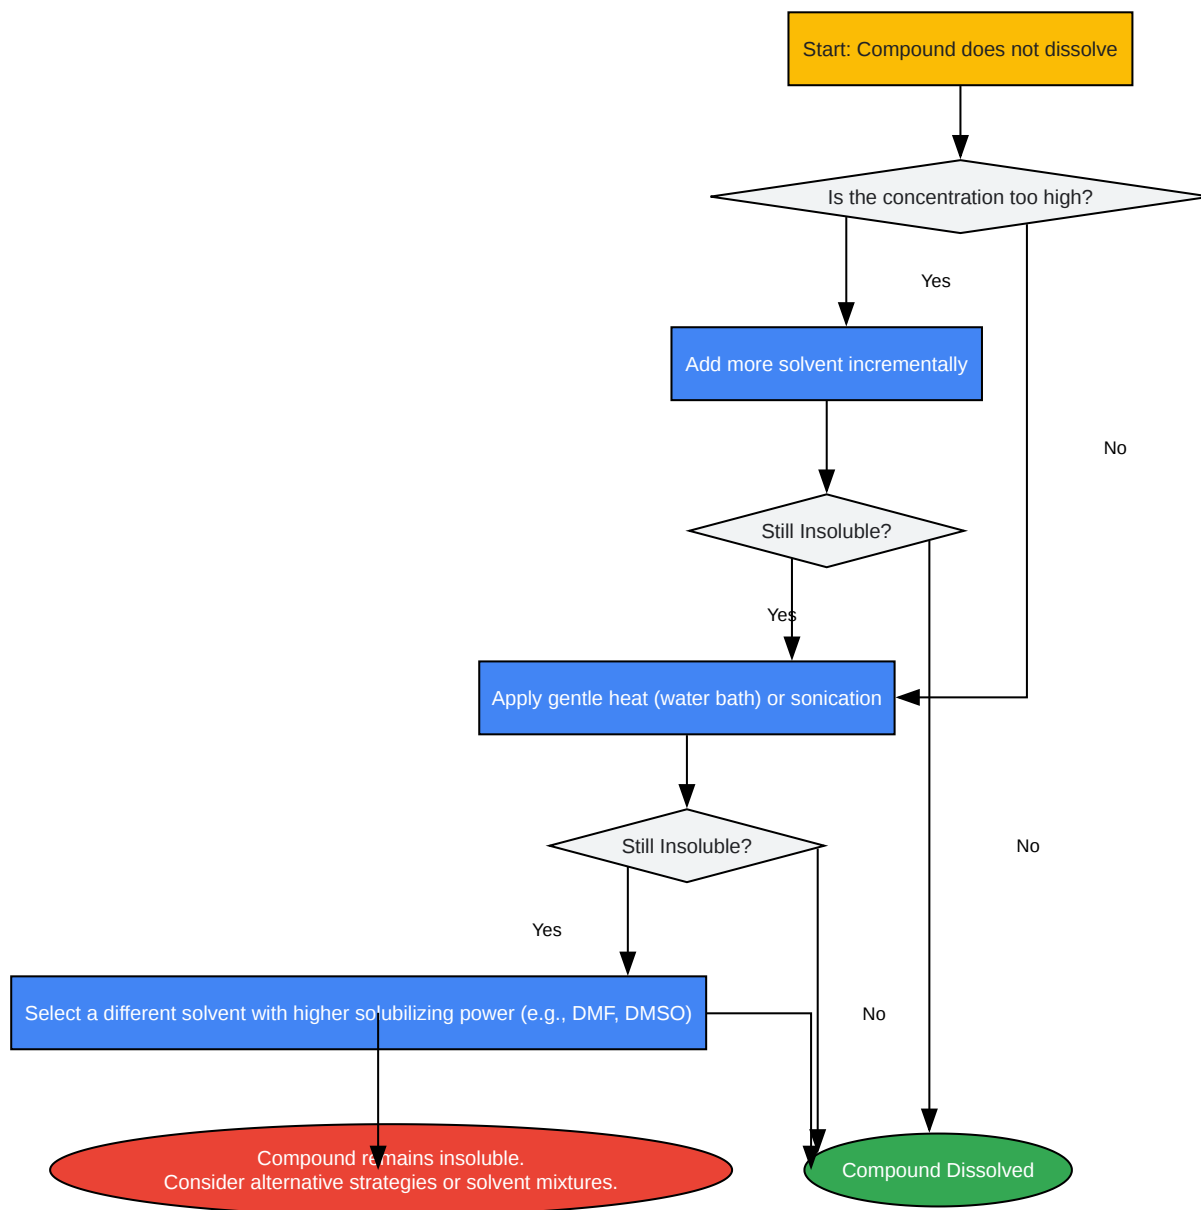 Start: Compound does not dissolve
Is the concentration too high?
Yes
Add more solvent incrementally
No
Still Insoluble?
Yes
Apply gentle heat (water bath) or sonication
Still Insoluble?
No
Yes
Select a different solvent with higher solubilizing power (e.g., DMF, DMSO)
No
Compound remains insoluble.
Consider alternative strategies or solvent mixtures.
Compound Dissolved